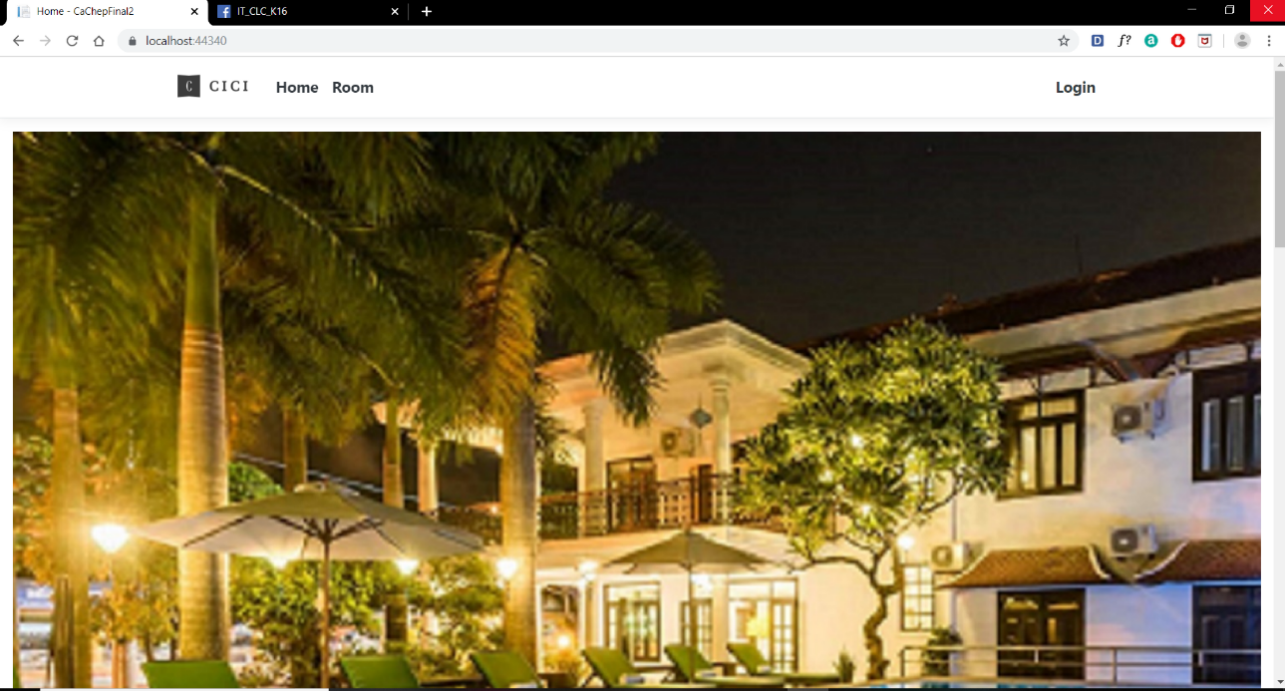 Home - CaChepFinal2
IT_CLC_K16
localhost:44340
D f? a
C CICI Home Room Login